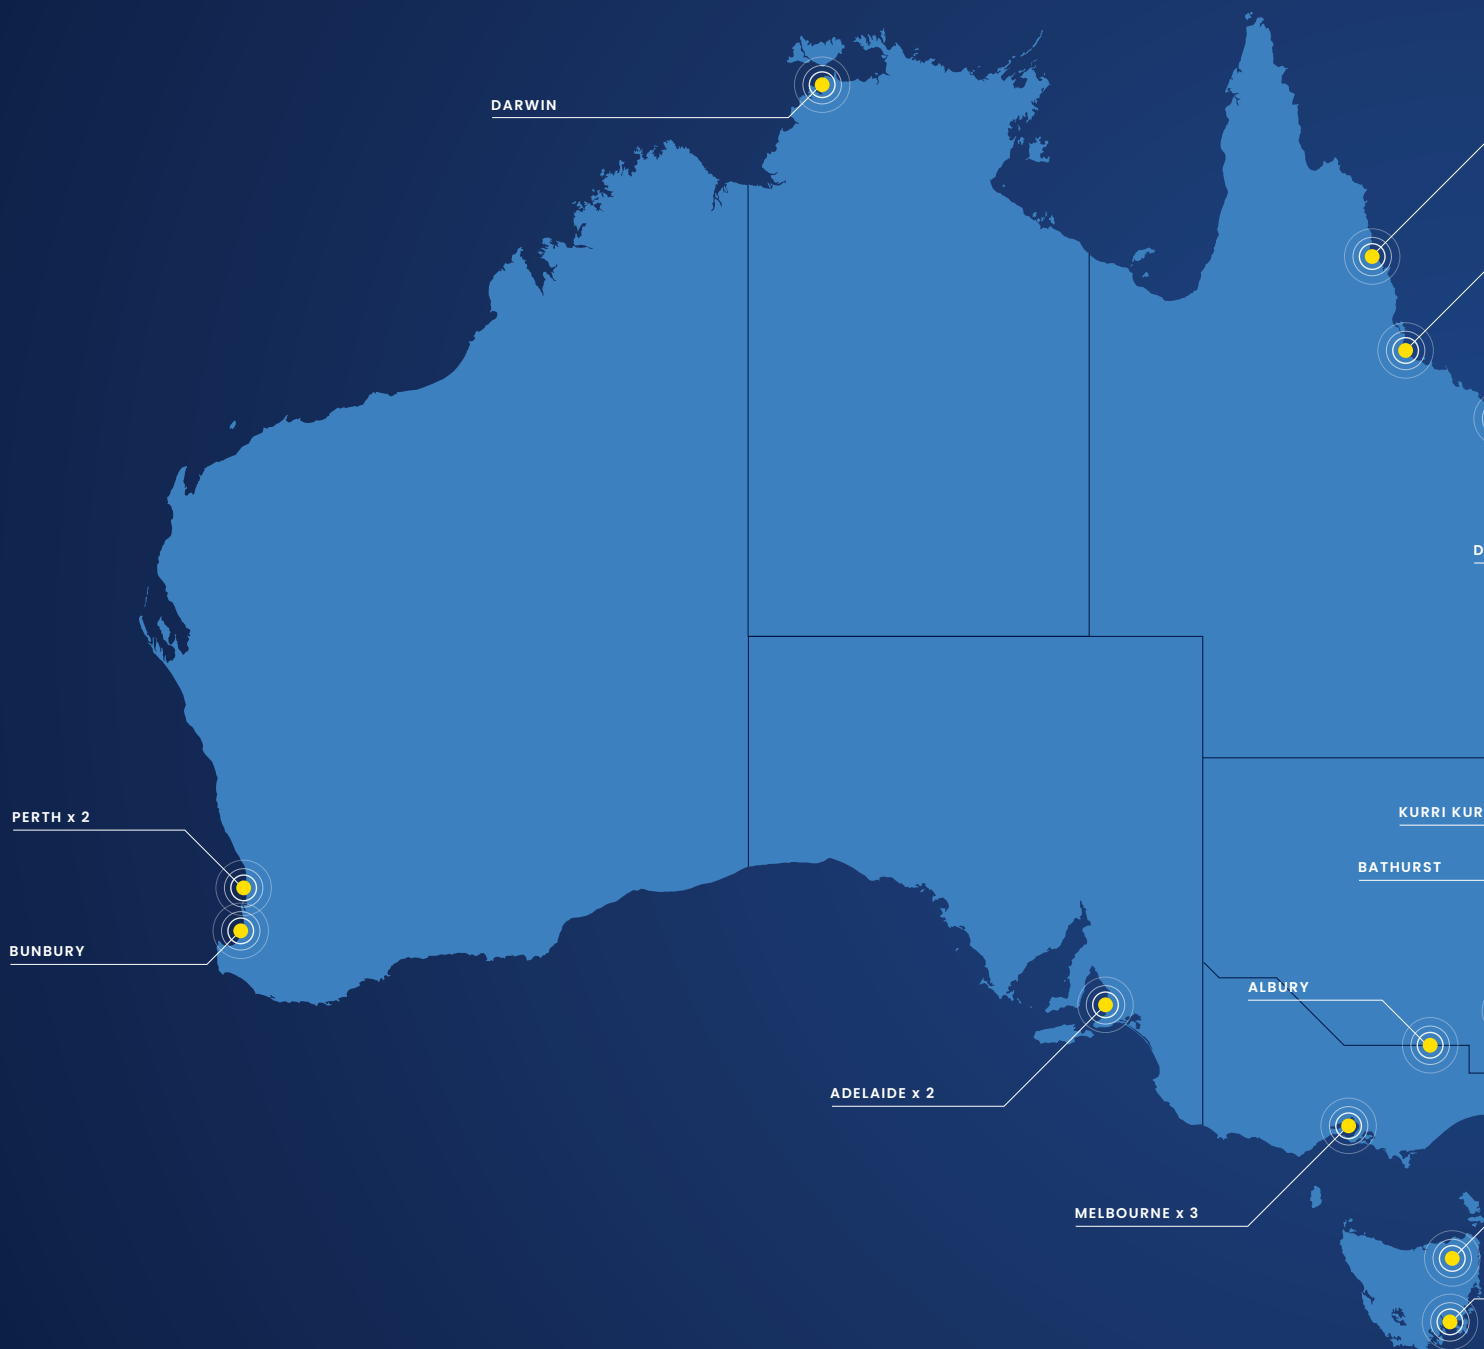 DARWIN
D
KURRI KUR
PERTH x 2
BATHURST
BUNBURY
ALBURY
ADELAIDE x 2
MELBOURNE x 3